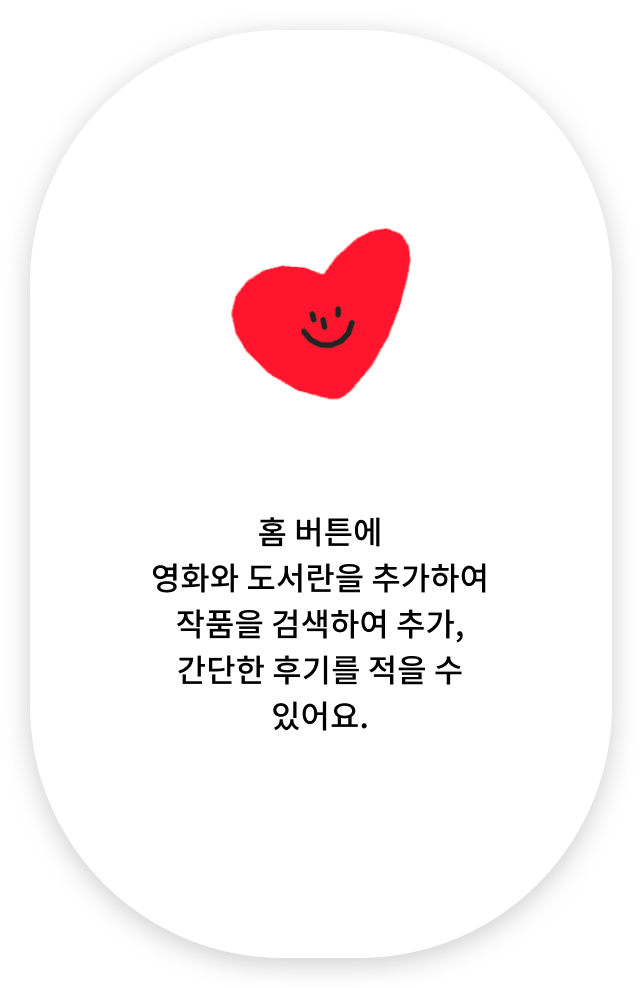 홈 버튼에
영화와 도서란을 추가하여
작품을 검색하여 추가,
간단한 후기를 적을 수
있어요.